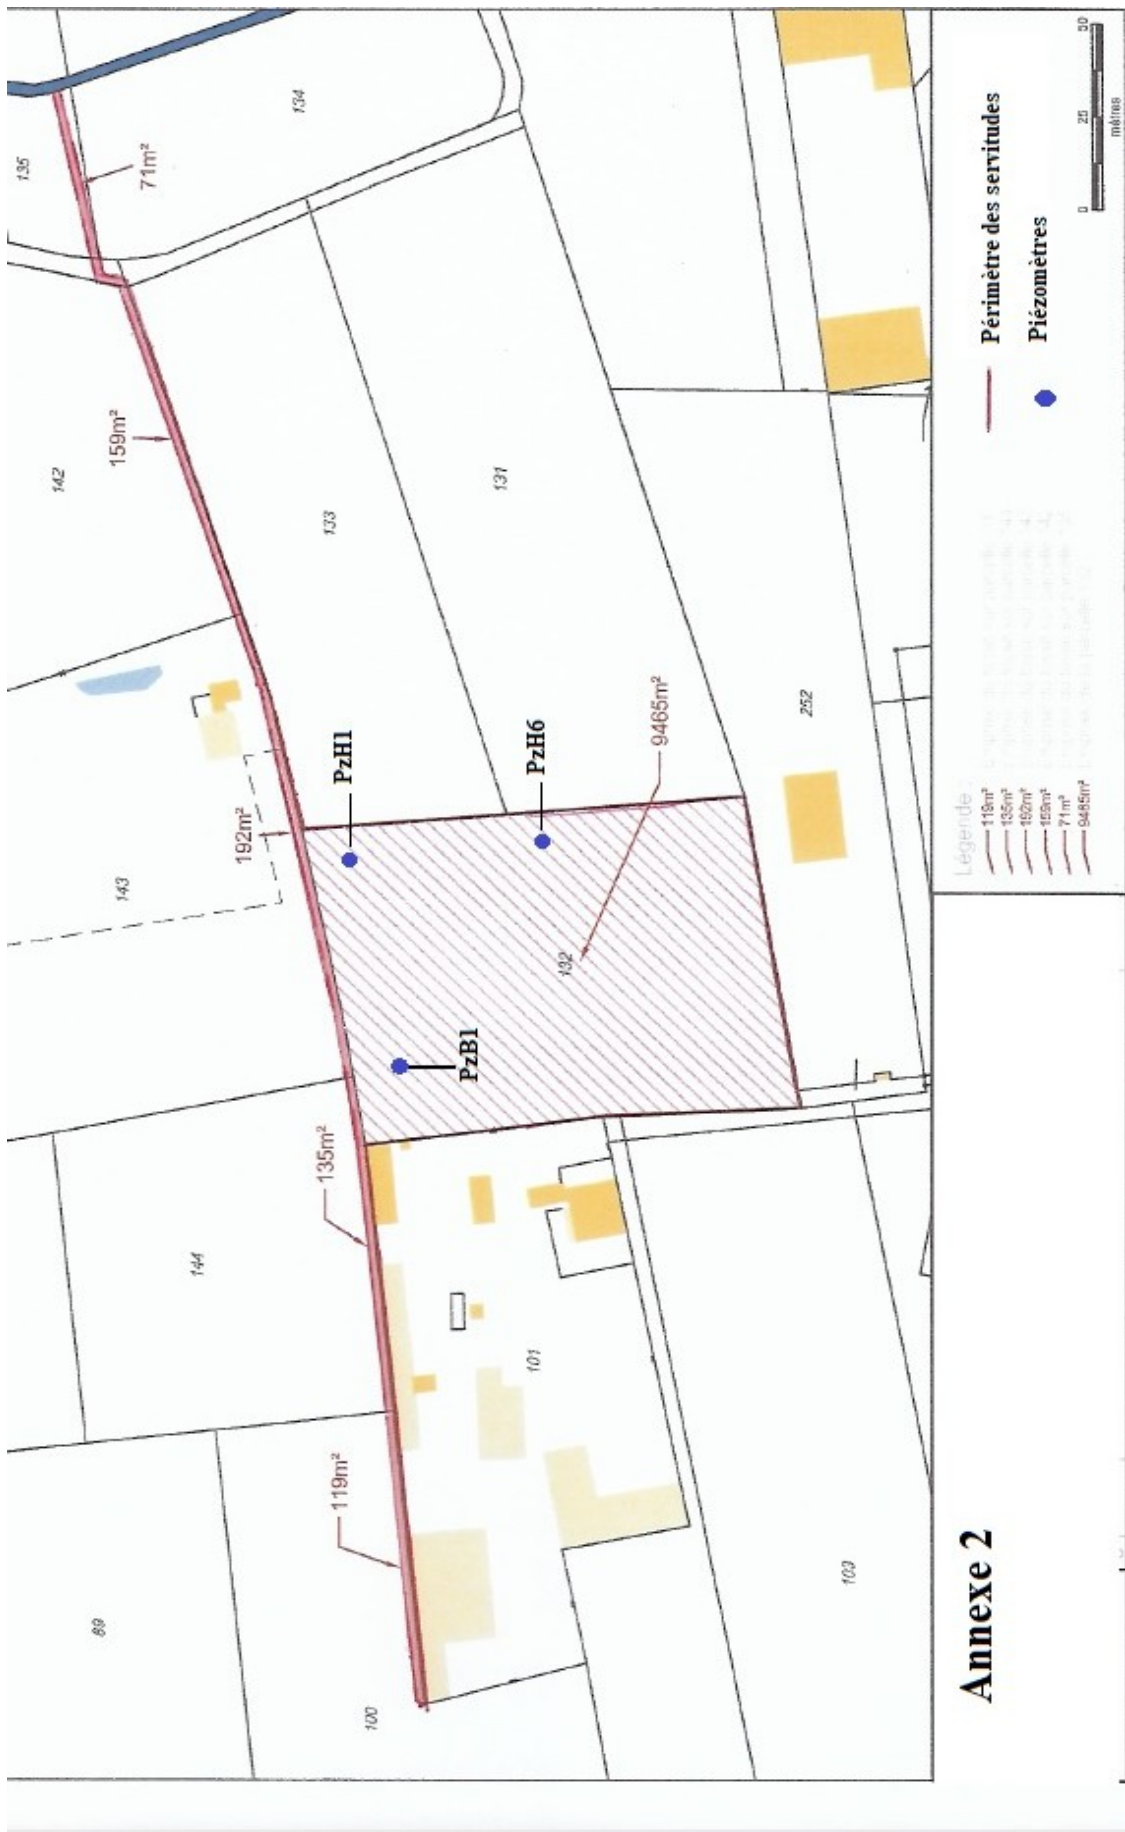 89
100
119m²
144
135m²
101
103
143
192m²
PzB1
PzH1
PzH6
132
9465m²
252
142
159m²
133
131
135
71m²
134
Annexe 2
Légende :
119m²
135m²
192m²
159m²
71m²
9465m²
Périmètre des servitudes
Piézomètres
0 25 50
mètres